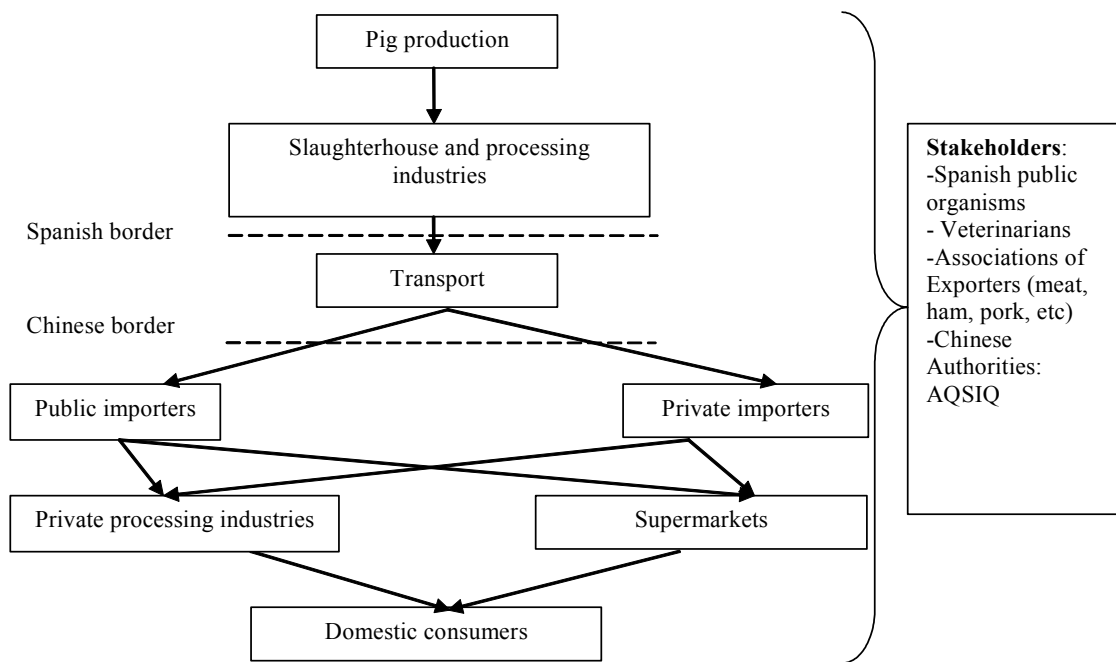 Pig production
Slaughterhouse and processing
industries
Spanish border
Transport
Chinese border
Public importers
Private importers
Private processing industries
Supermarkets
Domestic consumers
Stakeholders:
-Spanish public
organisms
- Veterinarians
-Associations of
Exporters (meat,
ham, pork, etc)
-Chinese
Authorities:
AQSIQ